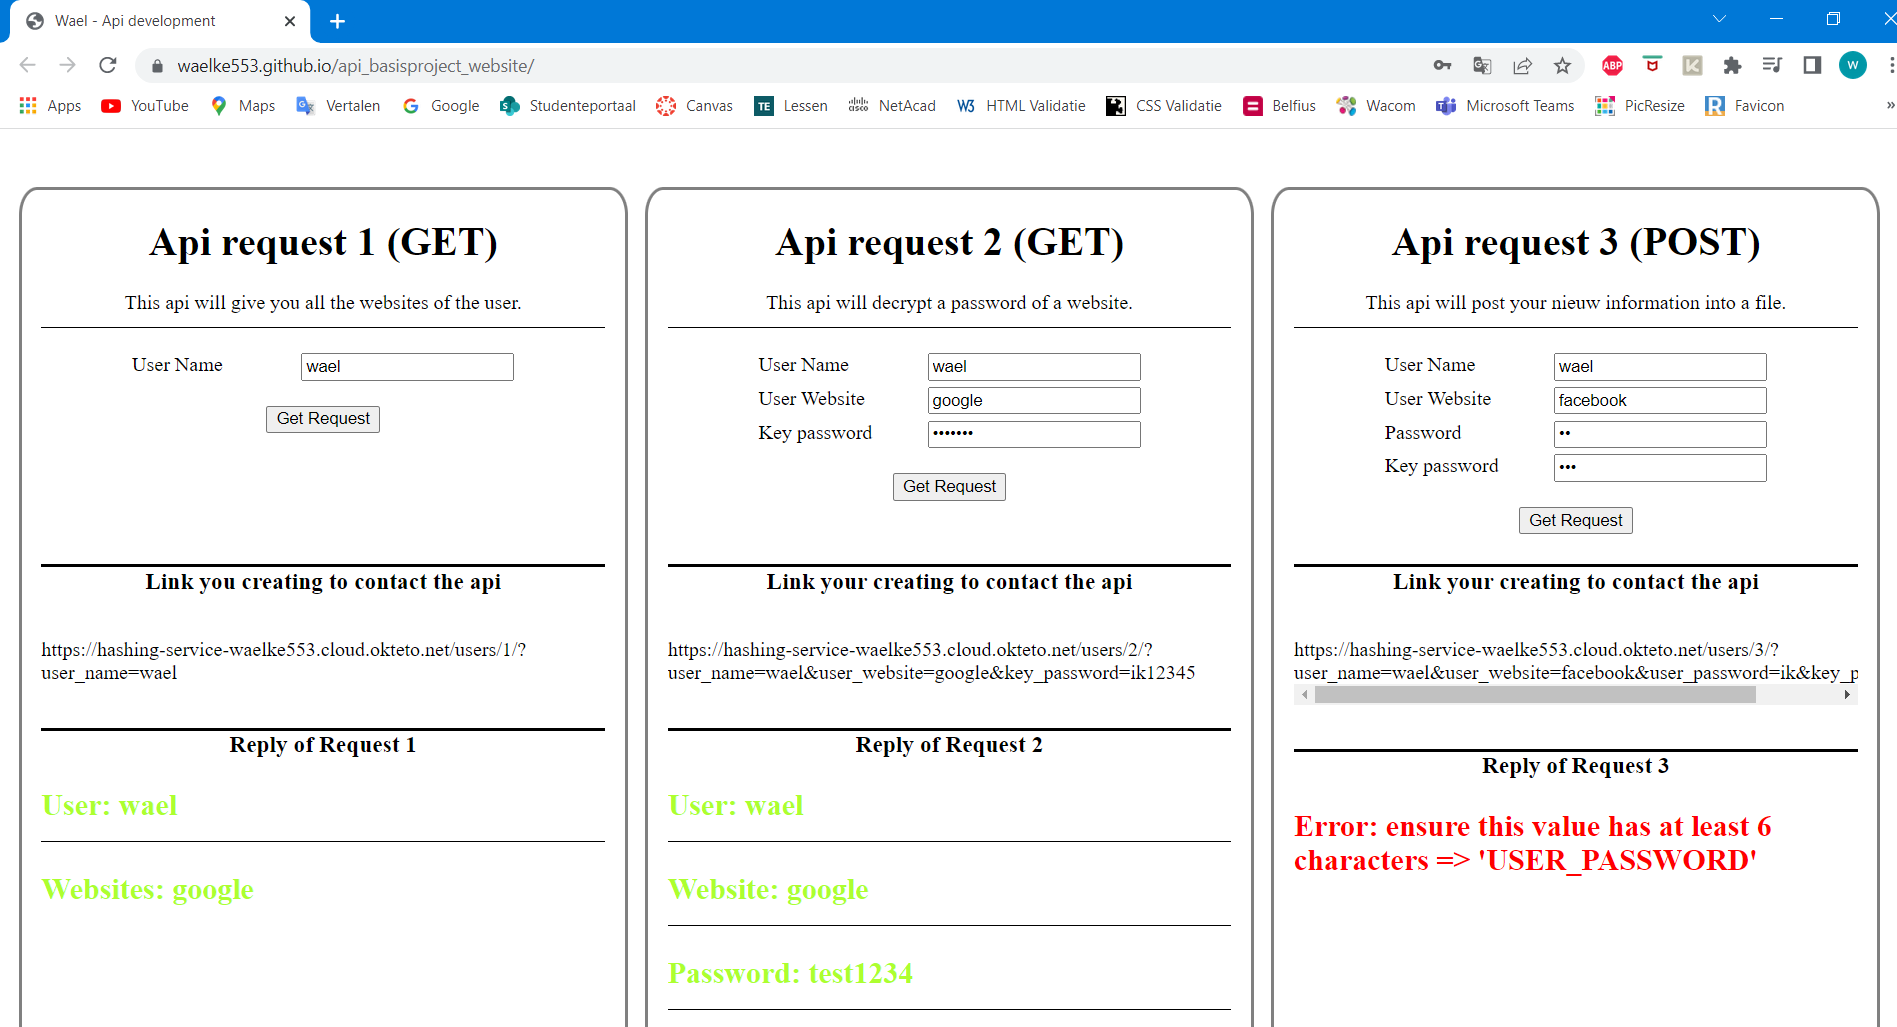 Wael - Api development
waelke553.github.io/api_basisproject_website/
ABP
W
Apps
YouTube
Maps
Vertalen
Google
Studenteportaal
Canvas
TE Lessen
cisco NetAcad
W3 HTML Validatie
CSS Validatie
Belfius
Wacom
Microsoft Teams
PicResize
R Favicon
»
Api request 1 (GET)
This api will give you all the websites of the user.
User Name wael
Get Request
Link you creating to contact the api
https://hashing-service-waelke553.cloud.okteto.net/users/1/?
user_name=wael
Reply of Request 1
User: wael
Websites: google
Api request 2 (GET)
This api will decrypt a password of a website.
User Name wael
User Website google
Key password •••••••
Get Request
Link your creating to contact the api
https://hashing-service-waelke553.cloud.okteto.net/users/2/?
user_name=wael&user_website=google&key_password=ik12345
Reply of Request 2
User: wael
Website: google
Password: test1234
Api request 3 (POST)
This api will post your nieuw information into a file.
User Name wael
User Website facebook
Password ••
Key password •••
Get Request
Link your creating to contact the api
https://hashing-service-waelke553.cloud.okteto.net/users/3/?
user_name=wael&user_website=facebook&user_password=ik&key_p
Reply of Request 3
Error: ensure this value has at least 6
characters => 'USER_PASSWORD'